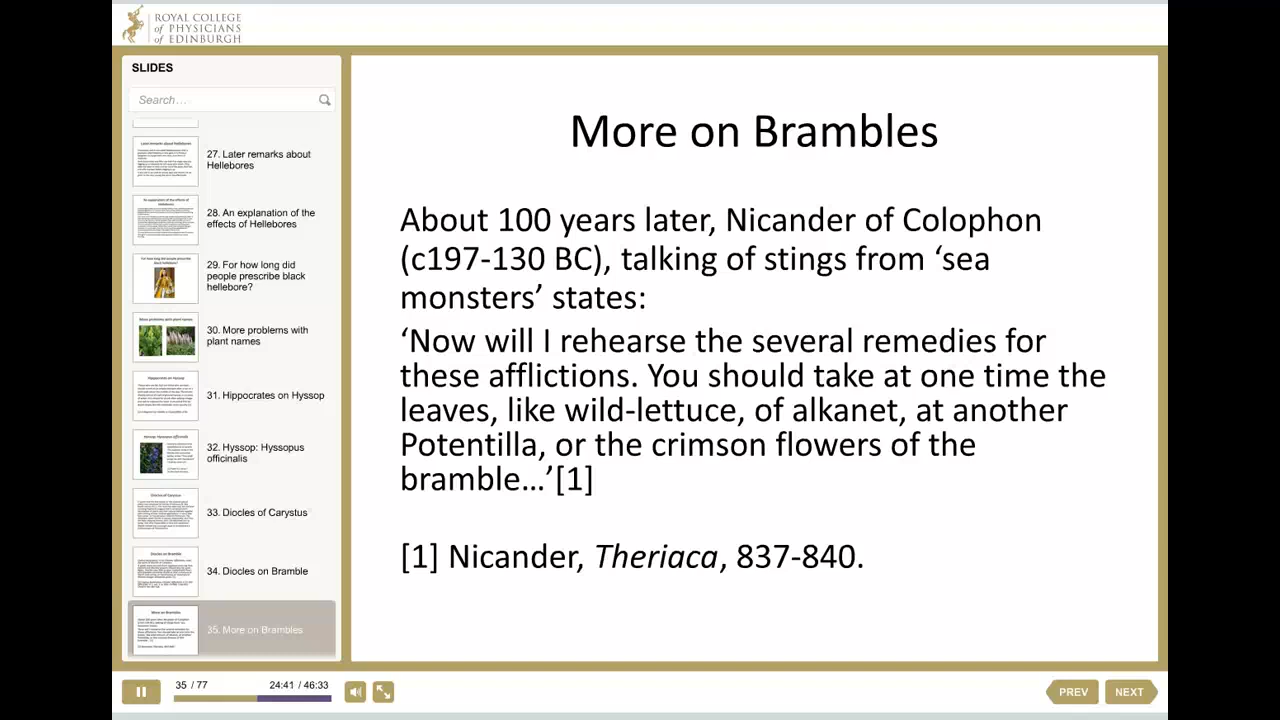 ROYAL COLLEGE
of PHYSICIANS
of EDINBURGH
SLIDES
Search...
27. Later remarks about
Hellebores
28. An explanation of the
effects of Hellebores
29. For how long did
people prescribe black
hellebore?
30. More problems with
plant names
31. Hippocrates on Hyssop
32. Hyssop: Hyssopus
officinalis
33. Diocles of Carystus
34. Diocles on Bramble
35. More on Brambles
More on Brambles
About 100 years later, Nicander of Colophon
(c197-130 BC), talking of stings from ‘sea
monsters’ states:
‘Now will I rehearse the several remedies for
these afflictions. You should take at one time the
leaves, like wild-lettuce, of alkanet, at another
Potentilla, or the crimson flowers of the
bramble…’[1]
[1] Nicander, Theriaca, 837-840.
35 / 77
24:41 / 46:33
PREV
NEXT